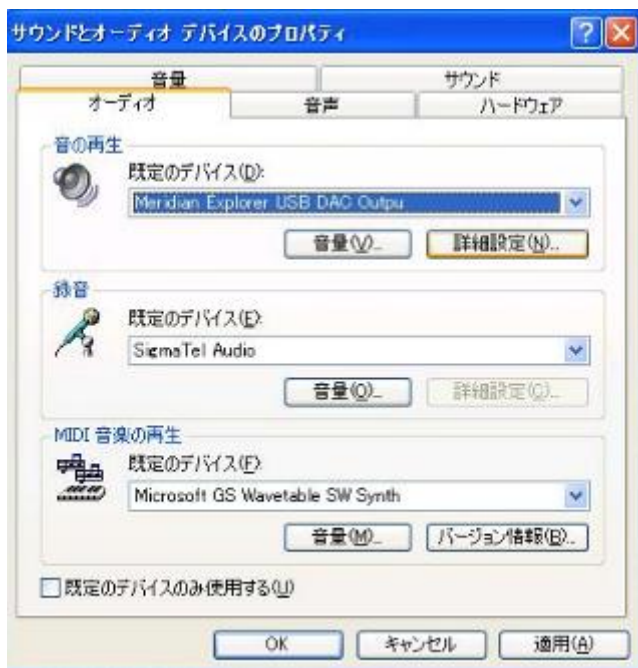 サウンドとオーディオ デバイスのプロパティ
音量 サウンド
オーディオ 音声 ハードウェア
音の再生
既定のデバイス(D):
Meridian Explorer USB DAC Outpu
音量(V)... 詳細設定(N)...
録音
既定のデバイス(E):
SigmaTel Audio
音量(O)... 詳細設定(C)...
MIDI 音楽の再生
既定のデバイス(F):
Microsoft GS Wavetable SW Synth
音量(M)... バージョン情報(B)...
既定のデバイスのみ使用する(U)
OK キャンセル 適用(A)